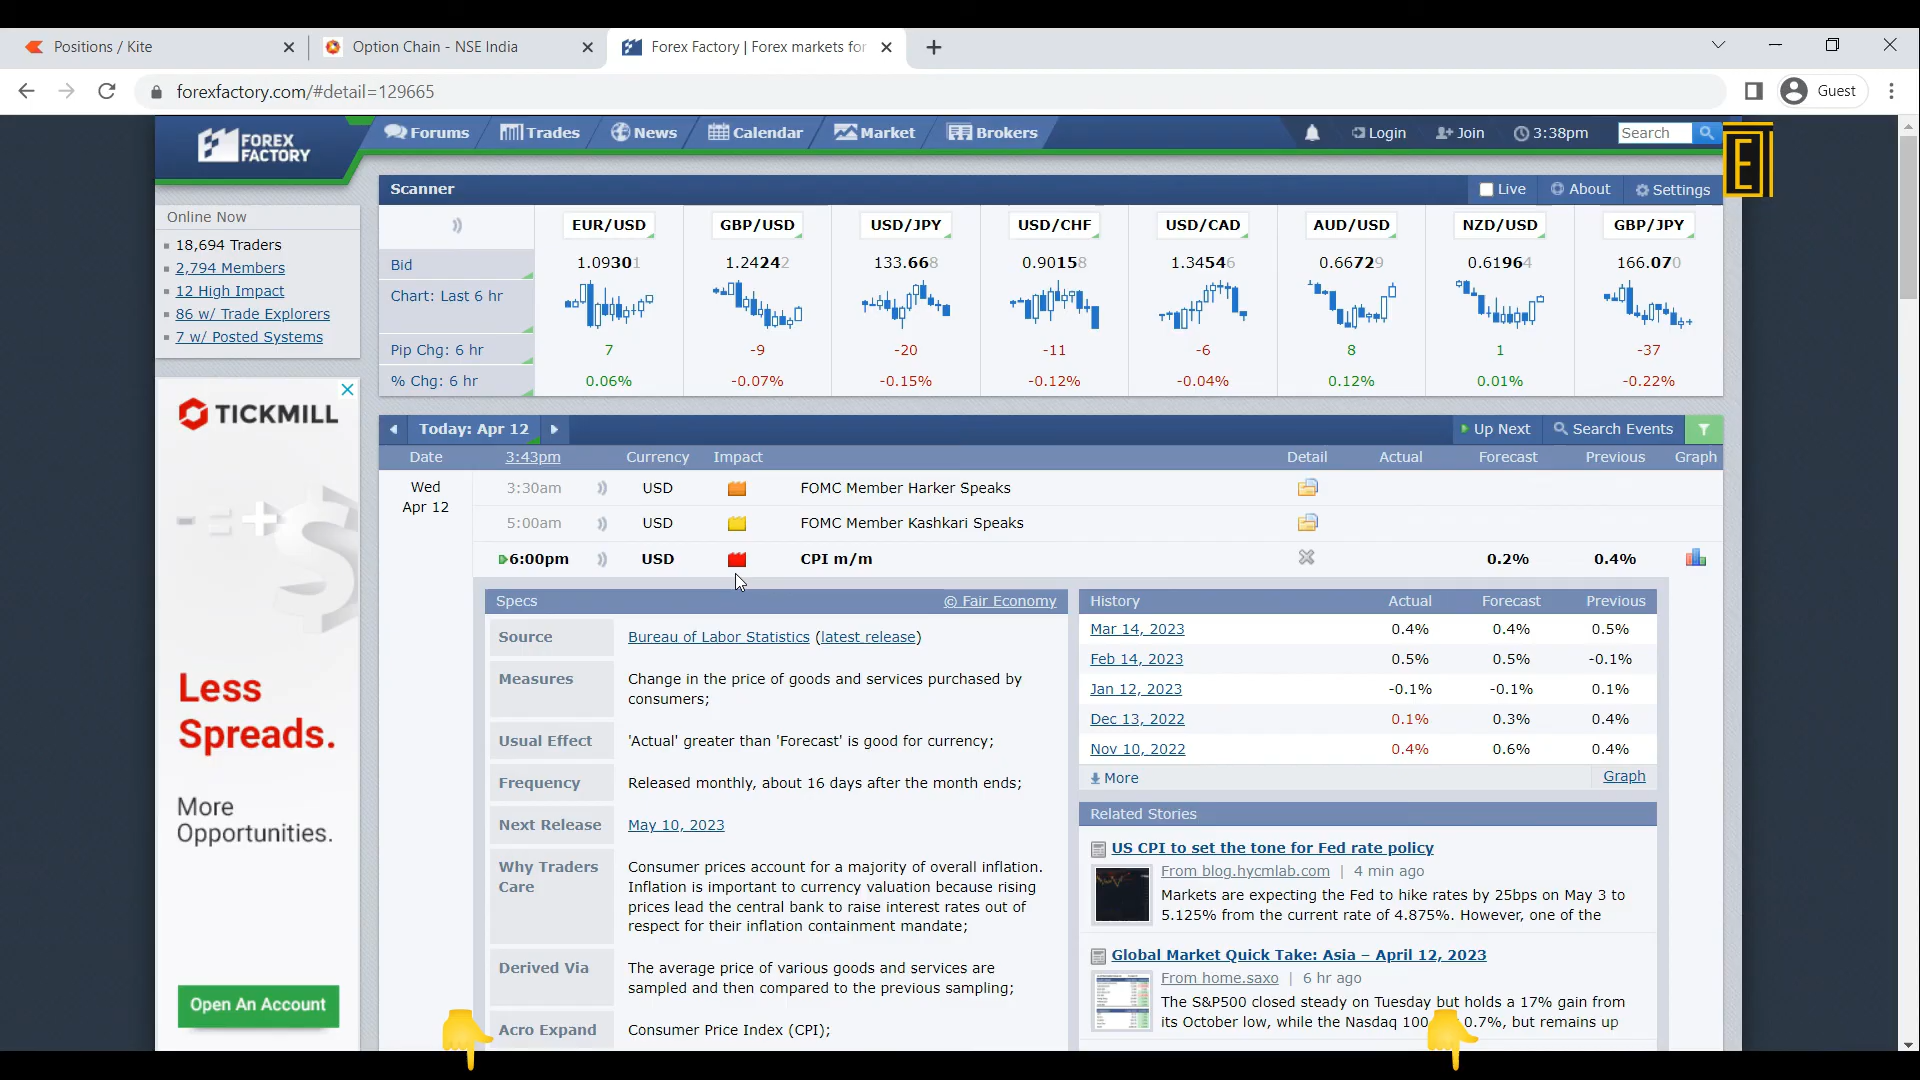 Positions / Kite
Option Chain - NSE India
Forex Factory | Forex markets for
forexfactory.com/#detail=129665
Guest
FOREX
FACTORY
Forums
Trades
News
Calendar
Market
Brokers
Login
Join
3:38pm
Search
E
Online Now
18,694 Traders
2,794 Members
12 High Impact
86 w/ Trade Explorers
7 w/ Posted Systems
TICKMILL
Less
Spreads.
More
Opportunities.
Open An Account
Scanner
Live
About
Settings
EUR/USD GBP/USD USD/JPY USD/CHF USD/CAD AUD/USD NZD/USD GBP/JPY
Bid 1.09301 1.24242 133.668 0.90158 1.34546 0.66729 0.61964 166.070
Chart: Last 6 hr
Pip Chg: 6 hr 7 -9 -20 -11 -6 8 1 -37
% Chg: 6 hr 0.06% -0.07% -0.15% -0.12% -0.04% 0.12% 0.01% -0.22%
Today: Apr 12
Up Next
Search Events
Date 3:43pm Currency Impact Detail Actual Forecast Previous Graph
Wed
Apr 12
3:30am USD FOMC Member Harker Speaks
5:00am USD FOMC Member Kashkari Speaks
6:00pm USD CPI m/m 0.2% 0.4%
Specs © Fair Economy
Source Bureau of Labor Statistics (latest release)
Measures Change in the price of goods and services purchased by
consumers;
Usual Effect 'Actual' greater than 'Forecast' is good for currency;
Frequency Released monthly, about 16 days after the month ends;
Next Release May 10, 2023
Why Traders
Care
Consumer prices account for a majority of overall inflation.
Inflation is important to currency valuation because rising
prices lead the central bank to raise interest rates out of
respect for their inflation containment mandate;
Derived Via The average price of various goods and services are
sampled and then compared to the previous sampling;
Acro Expand Consumer Price Index (CPI);
History Actual Forecast Previous
Mar 14, 2023 0.4% 0.4% 0.5%
Feb 14, 2023 0.5% 0.5% -0.1%
Jan 12, 2023 -0.1% -0.1% 0.1%
Dec 13, 2022 0.1% 0.3% 0.4%
Nov 10, 2022 0.4% 0.6% 0.4%
More Graph
Related Stories
US CPI to set the tone for Fed rate policy
From blog.hycmlab.com | 4 min ago
Markets are expecting the Fed to hike rates by 25bps on May 3 to
5.125% from the current rate of 4.875%. However, one of the
Global Market Quick Take: Asia – April 12, 2023
From home.saxo | 6 hr ago
The S&P500 closed steady on Tuesday but holds a 17% gain from
its October low, while the Nasdaq 100 0.7%, but remains up